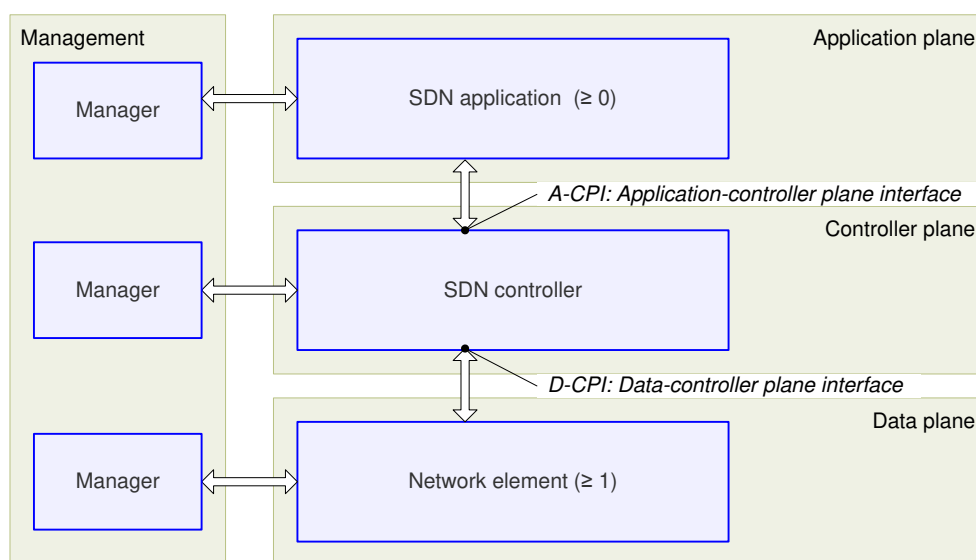 Management
Application plane
Manager
SDN application (≥ 0)
A-CPI: Application-controller plane interface
Controller plane
Manager
SDN controller
D-CPI: Data-controller plane interface
Data plane
Manager
Network element (≥ 1)